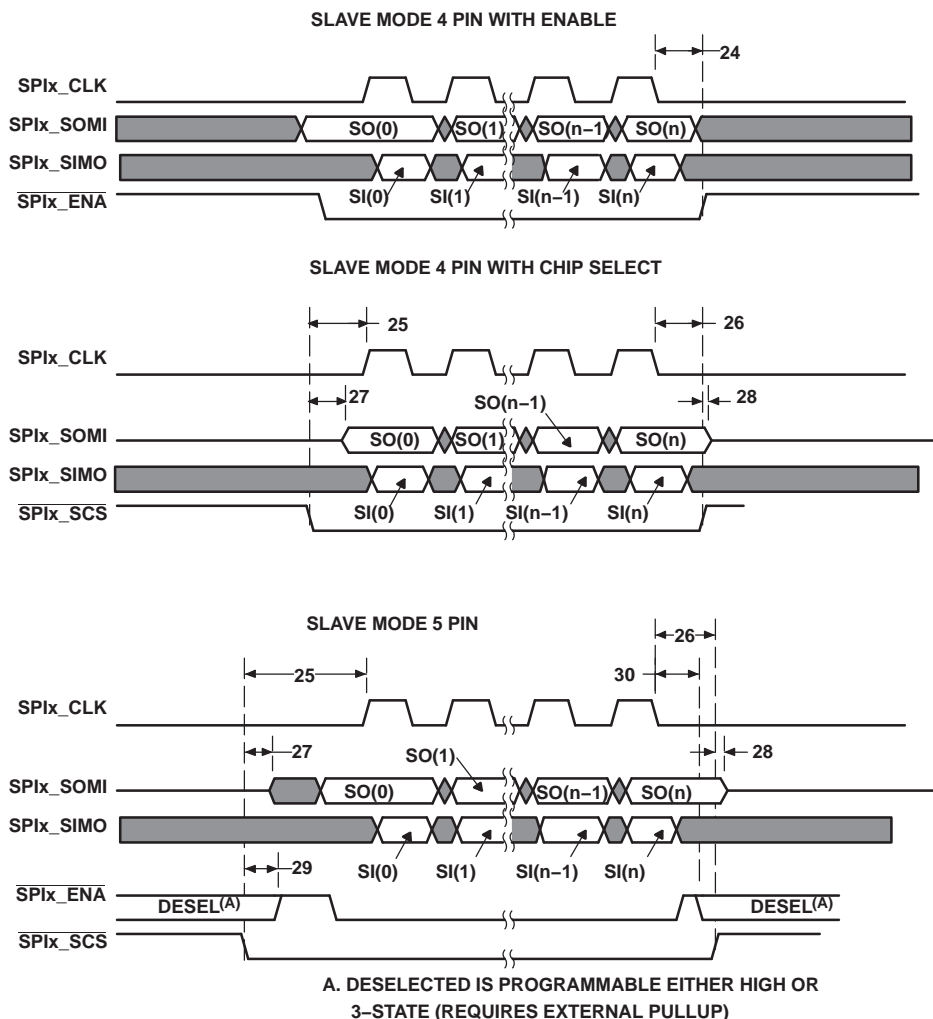 SLAVE MODE 4 PIN WITH ENABLE
24
SPIx_CLK
SPIx_SOMI
SO(0) SO(1) SO(n–1 SO(n)
SPIx_SIMO
SI(0) SI(1) SI(n–1) SI(n)
SPIx_ENA
SLAVE MODE 4 PIN WITH CHIP SELECT
25 26
SPIx_CLK
27 SO(n–1) 28
SPIx_SOMI
SO(0) SO(1) SO(n)
SPIx_SIMO
SI(0) SI(1) SI(n–1) SI(n)
SPIx_SCS
SLAVE MODE 5 PIN
26
25 30
SPIx_CLK
27 SO(1) 28
SPIx_SOMI
SO(0) SO(n–1) SO(n)
SPIx_SIMO
29 SI(0) SI(1) SI(n–1) SI(n)
SPIx_ENA
DESEL(A) DESEL(A)
SPIx_SCS
A. DESELECTED IS PROGRAMMABLE EITHER HIGH OR
3–STATE (REQUIRES EXTERNAL PULLUP)